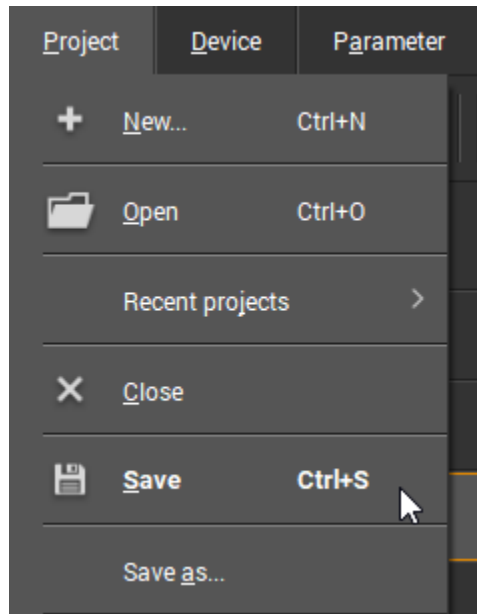 Project Device Parameter
New... Ctrl+N
Open Ctrl+O
Recent projects
Close
Save Ctrl+S
Save as...